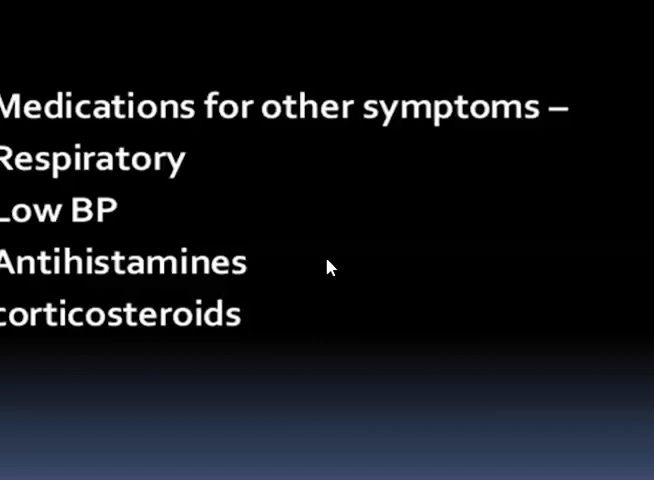 Medications for other symptoms –
Respiratory
Low BP
Antihistamines
corticosteroids